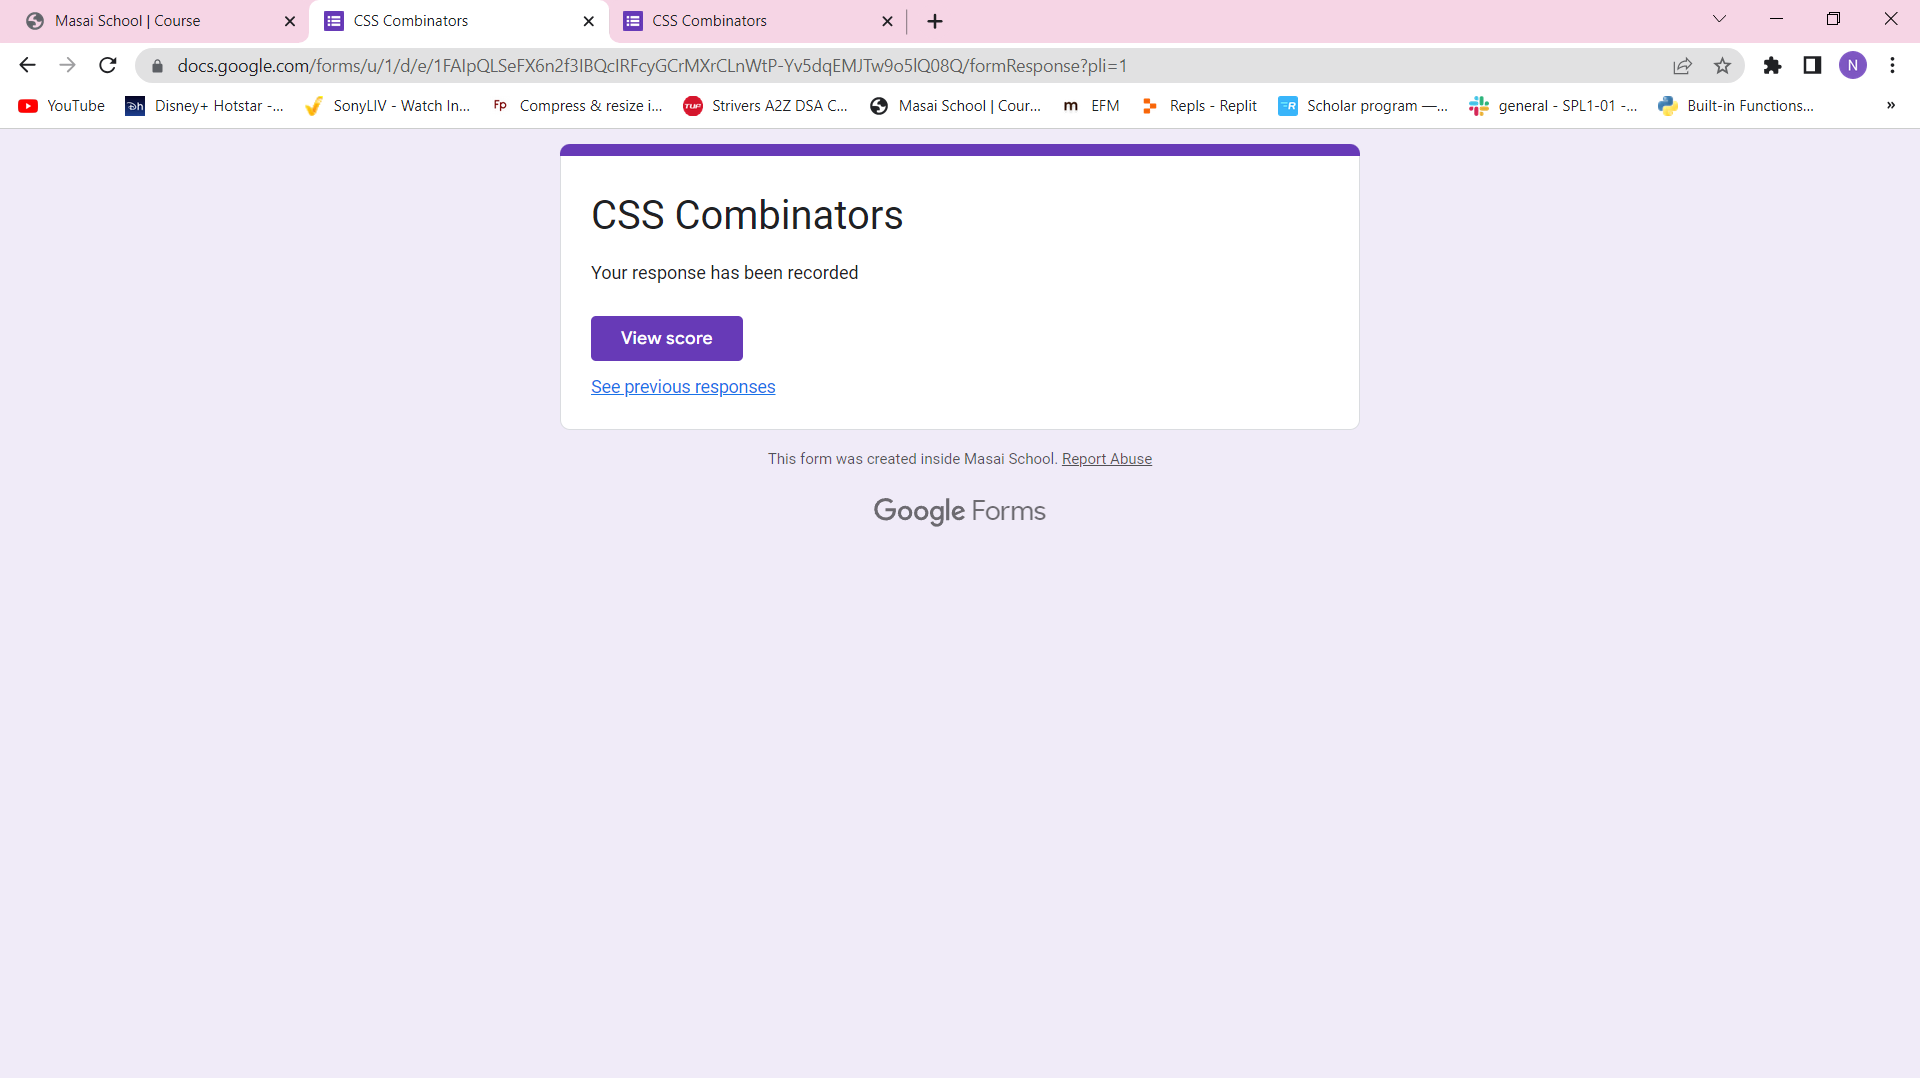 Masai School | Course
CSS Combinators
CSS Combinators
docs.google.com/forms/u/1/d/e/1FAIpQLSeFX6n2f3IBQcIRFcyGCrMXrCLnWtP-Yv5dqEMJTw9o5lQ08Q/formResponse?pli=1
N
YouTube
Disney+ Hotstar -...
SonyLIV - Watch In...
Fp Compress & resize i...
TUF Strivers A2Z DSA C...
Masai School | Cour...
m EFM
Repls - Replit
Scholar program —...
general - SPL1-01 -...
Built-in Functions...
CSS Combinators
Your response has been recorded
View score
See previous responses
This form was created inside Masai School. Report Abuse
Google Forms